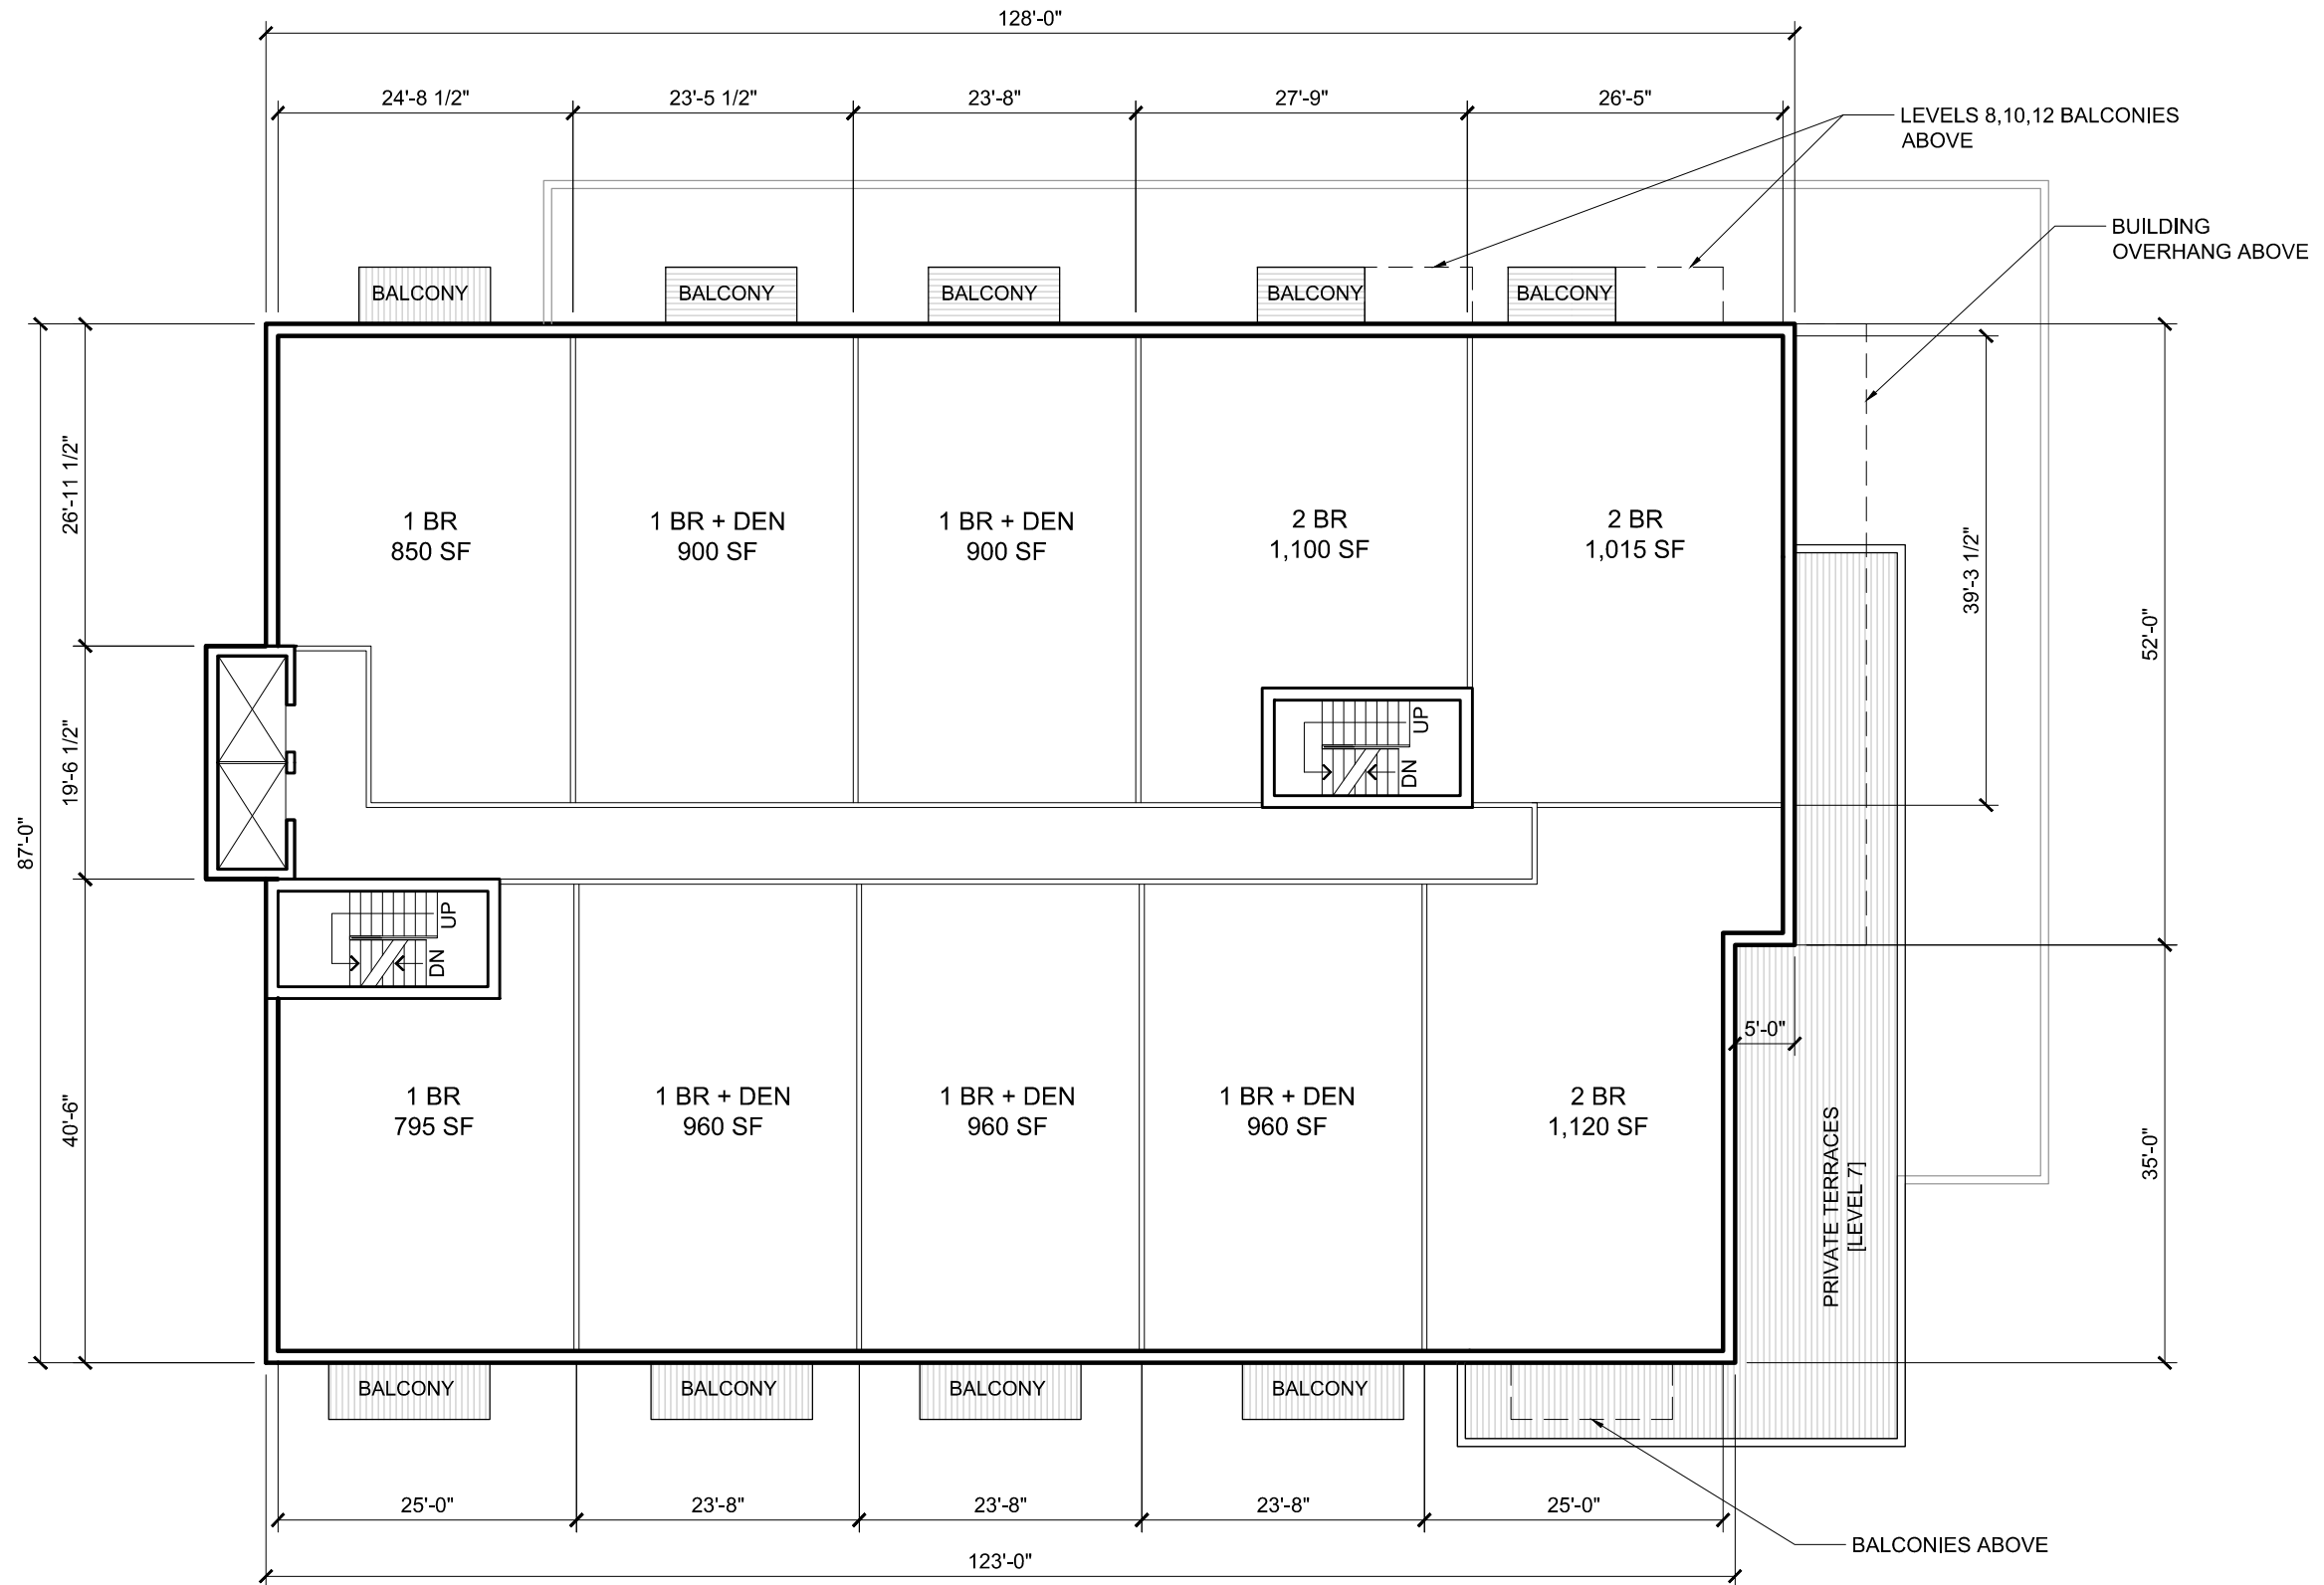 128'-0"
24'-8 1/2"
23'-5 1/2"
23'-8"
27'-9"
26'-5"
LEVELS 8,10,12 BALCONIES
ABOVE
BUILDING
OVERHANG ABOVE
BALCONY
BALCONY
BALCONY
BALCONY
BALCONY
26'-11 1/2"
19'-6 1/2"
40'-6"
87'-0"
1 BR
850 SF
1 BR + DEN
900 SF
1 BR + DEN
900 SF
2 BR
1,100 SF
2 BR
1,015 SF
39'-3 1/2"
52'-0"
35'-0"
UP
DN
UP
DN
5'-0"
1 BR
795 SF
1 BR + DEN
960 SF
1 BR + DEN
960 SF
1 BR + DEN
960 SF
2 BR
1,120 SF
PRIVATE TERRACES
[LEVEL 7]
BALCONY
BALCONY
BALCONY
BALCONY
25'-0"
23'-8"
23'-8"
23'-8"
25'-0"
BALCONIES ABOVE
123'-0"